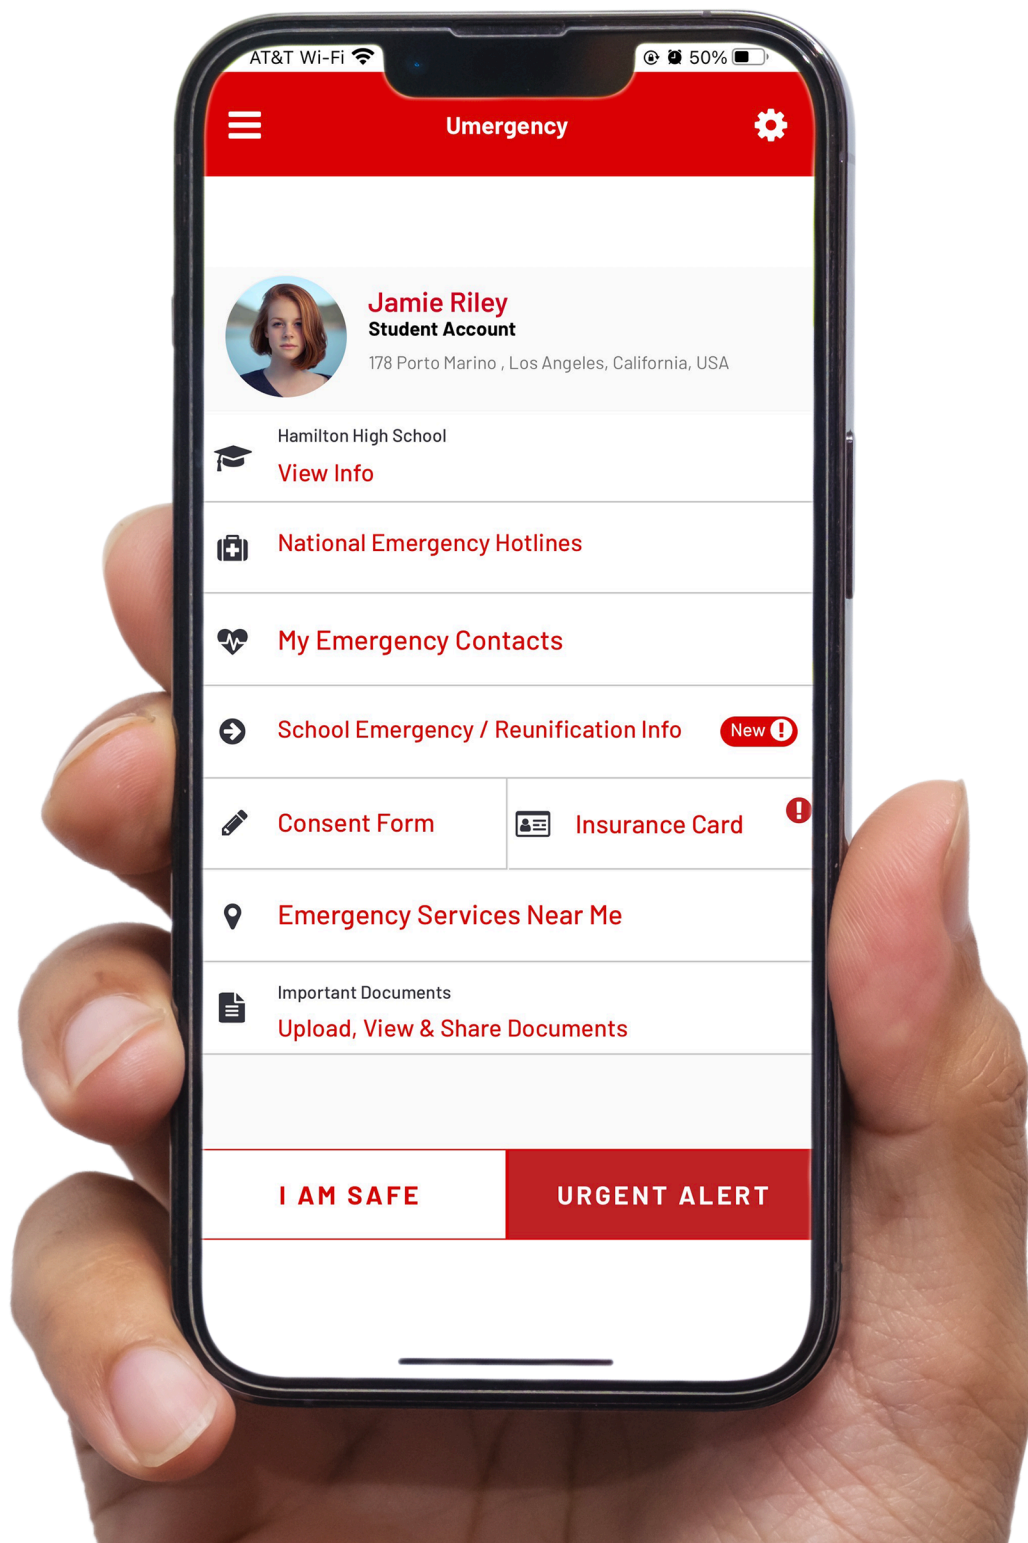 AT&T Wi-Fi 50%
Umergency
Jamie Riley
Student Account
178 Porto Marino , Los Angeles, California, USA
Hamilton High School
View Info
National Emergency Hotlines
My Emergency Contacts
School Emergency / Reunification Info New !
Consent Form
Insurance Card !
Emergency Services Near Me
Important Documents
Upload, View & Share Documents
I AM SAFE
URGENT ALERT